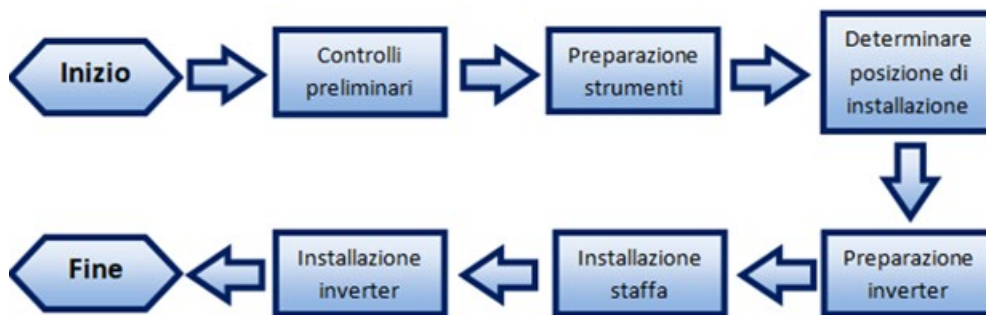 Inizio
Controlli
preliminari
Preparazione
strumenti
Determinare
posizione di
installazione
Preparazione
inverter
Installazione
staffa
Installazione
inverter
Fine